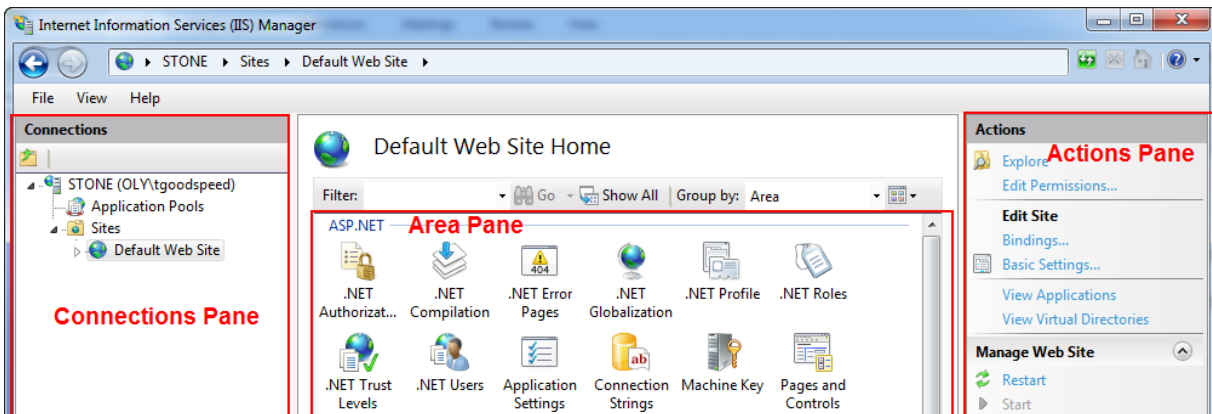 Internet Information Services (IIS) Manager
STONE Sites Default Web Site
File View Help
Connections
STONE (OLY\tgoodspeed)
Application Pools
Sites
Default Web Site
Connections Pane
Default Web Site Home
Filter: Go Show All Group by: Area
ASP.NET
Area Pane
.NET Authorizat...
.NET Compilation
404
.NET Error Pages
.NET Globalization
.NET Profile
.NET Roles
.NET Trust Levels
.NET Users
Application Settings
ab
Connection Strings
Machine Key
Pages and Controls
Actions
Actions Pane
Explore
Edit Permissions...
Edit Site
Bindings...
Basic Settings...
View Applications
View Virtual Directories
Manage Web Site
Restart
Start